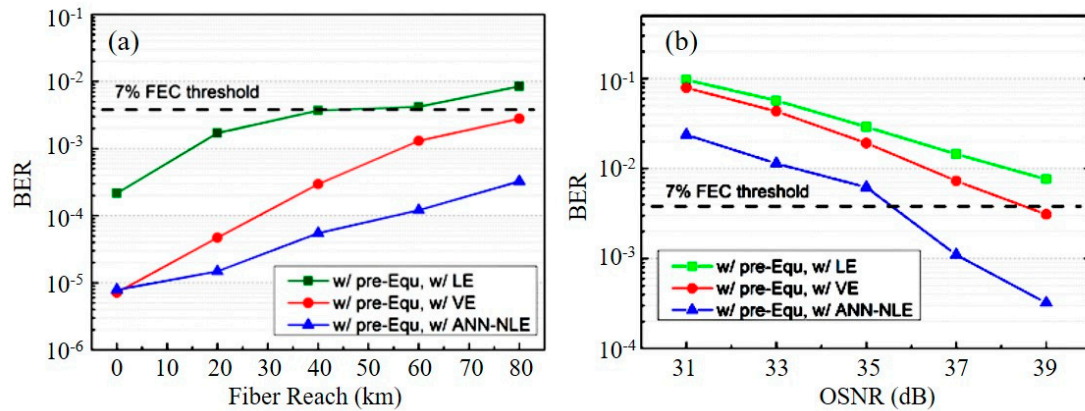 (a)
7% FEC threshold
w/ pre-Equ, w/ LE
w/ pre-Equ, w/ VE
w/ pre-Equ, w/ ANN-NLE
10^-1
10^-2
10^-3
10^-4
10^-5
10^-6
BER
0 10 20 30 40 50 60 70 80
Fiber Reach (km)
(b)
7% FEC threshold
w/ pre-Equ, w/ LE
w/ pre-Equ, w/ VE
w/ pre-Equ, w/ ANN-NLE
10^-1
10^-2
10^-3
10^-4
BER
31 33 35 37 39
OSNR (dB)